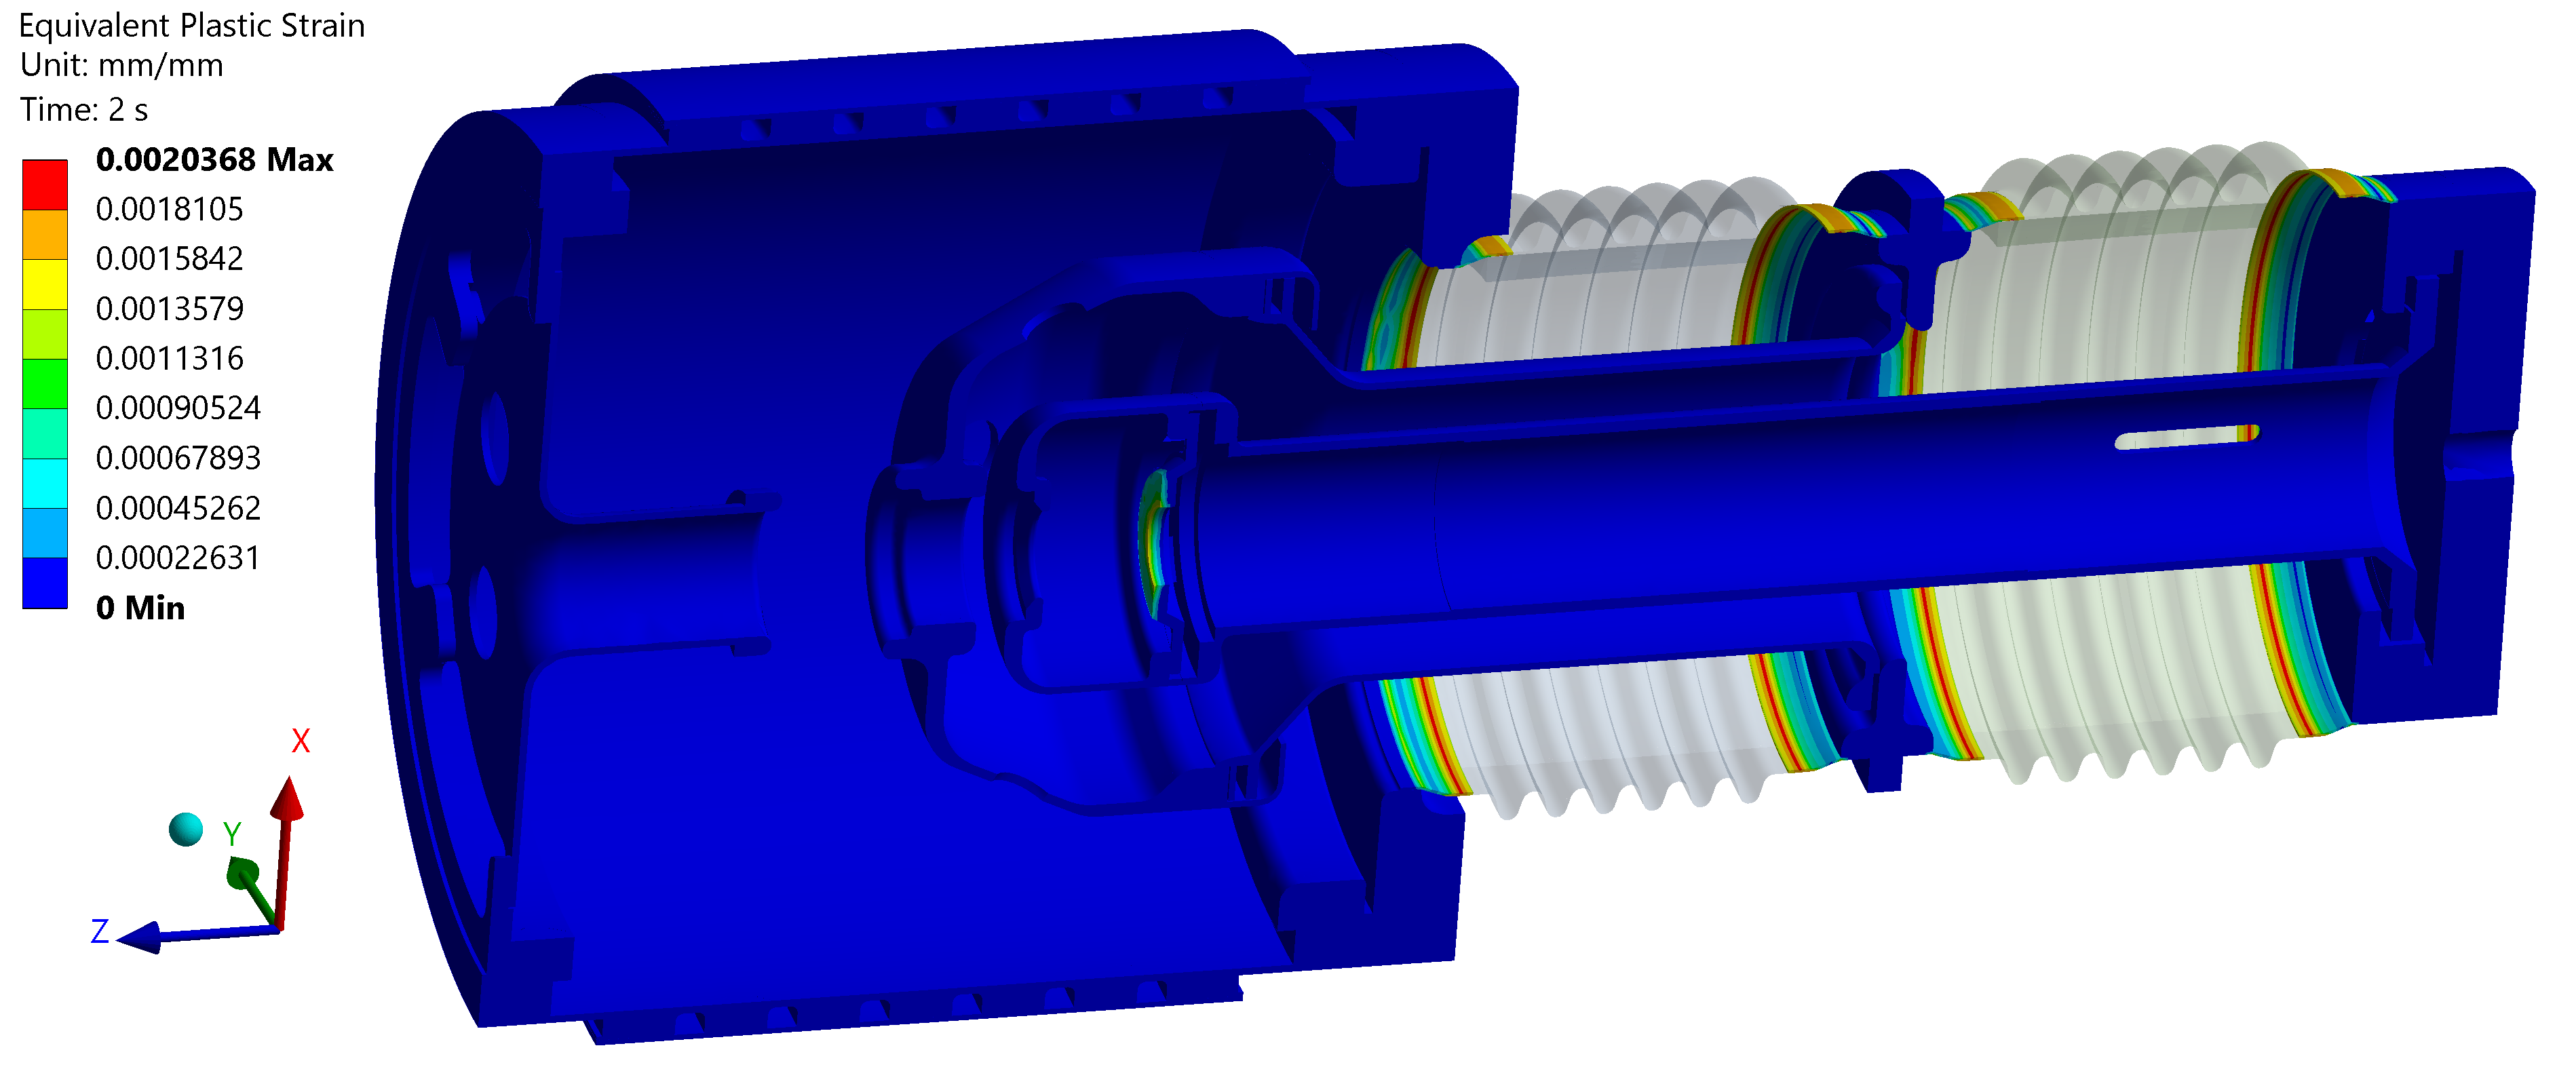 Equivalent Plastic Strain
Unit: mm/mm
Time: 2 s
0.0020368 Max
0.0018105
0.0015842
0.0013579
0.0011316
0.00090524
0.00067893
0.00045262
0.00022631
0 Min
X
Y
Z